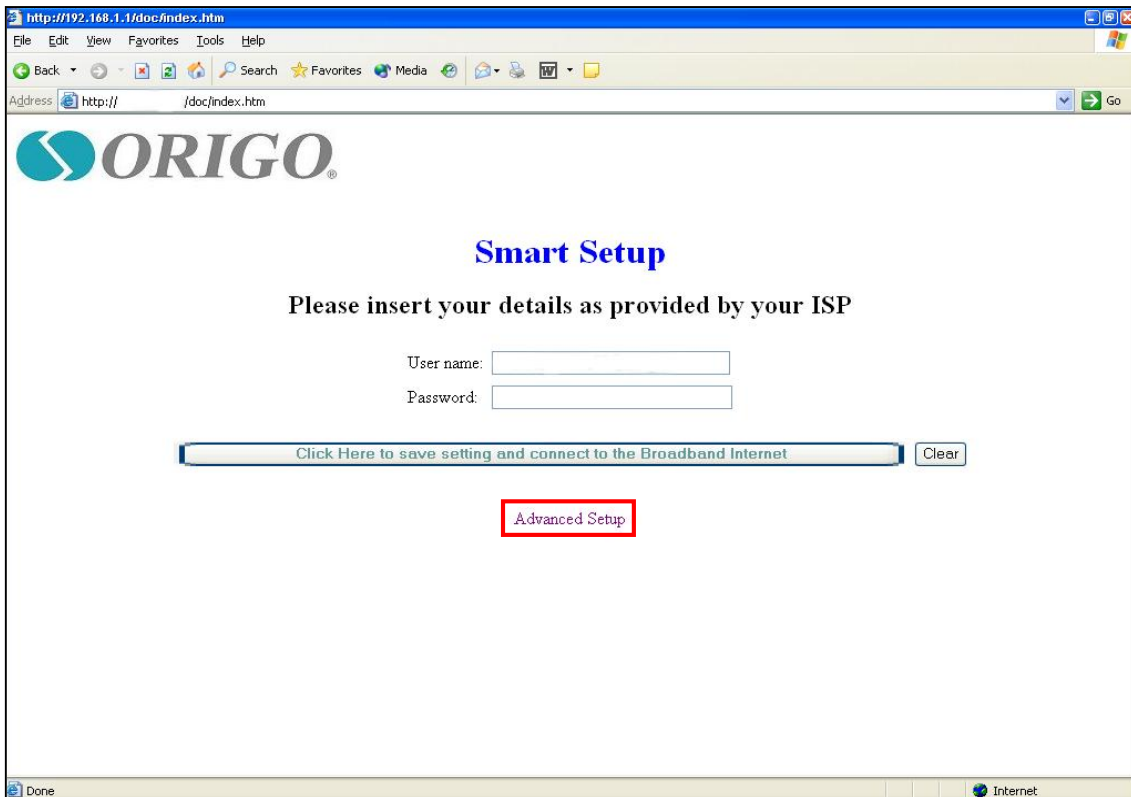 http://192.168.1.1/doc/index.htm
File Edit View Favorites Tools Help
Back Search Favorites Media W
Address http:// /doc/index.htm Go
ORIGO®
Smart Setup
Please insert your details as provided by your ISP
User name:
Password:
Click Here to save setting and connect to the Broadband Internet Clear
Advanced Setup
Done Internet